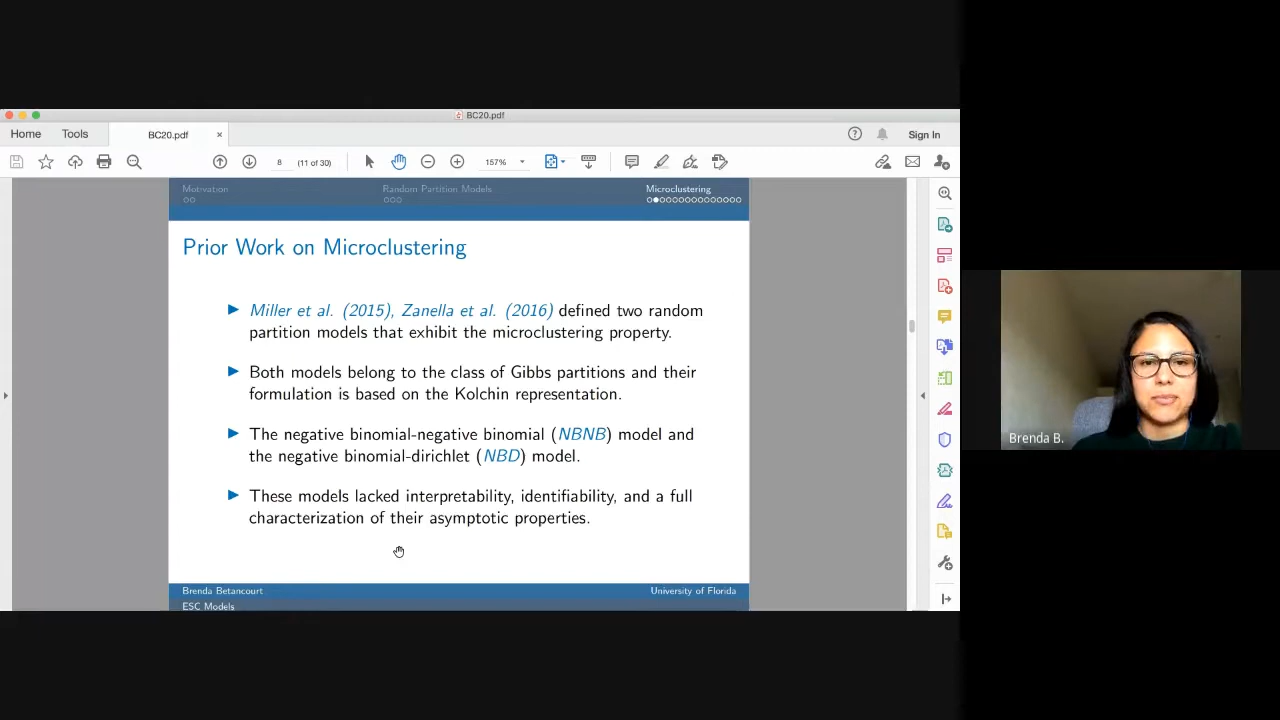 BC20.pdf
Home
Tools
BC20.pdf
×
Sign In
8
(11 of 30)
157%
Motivation
Random Partition Models
Microclustering
Prior Work on Microclustering
Miller et al. (2015), Zanella et al. (2016) defined two random
partition models that exhibit the microclustering property.
Both models belong to the class of Gibbs partitions and their
formulation is based on the Kolchin representation.
The negative binomial-negative binomial (NBNB) model and
the negative binomial-dirichlet (NBD) model.
These models lacked interpretability, identifiability, and a full
characterization of their asymptotic properties.
Brenda Betancourt
University of Florida
ESC Models
Brenda B.